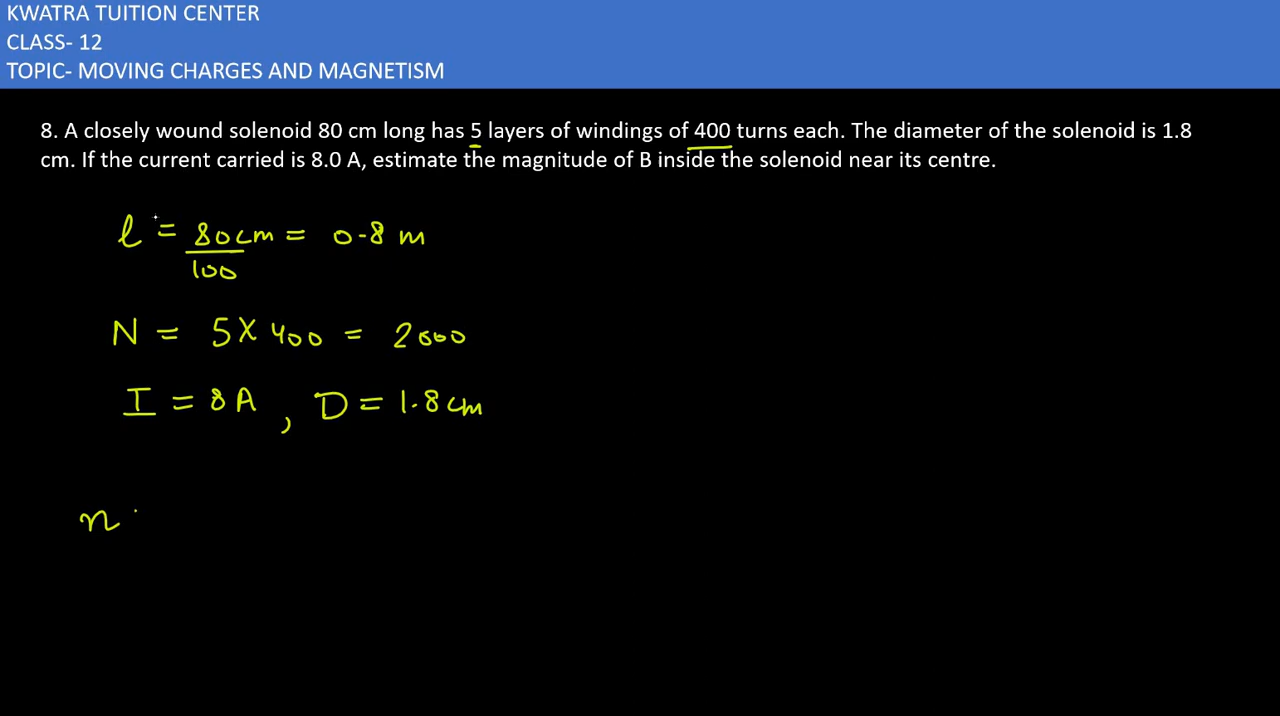 KWATRA TUITION CENTER
CLASS- 12
TOPIC- MOVING CHARGES AND MAGNETISM
8. A closely wound solenoid 80 cm long has 5 layers of windings of 400 turns each. The diameter of the solenoid is 1.8
cm. If the current carried is 8.0 A, estimate the magnitude of B inside the solenoid near its centre.
l = 80cm = 0.8 m
100
N = 5 X 400 = 2000
I = 8A , D = 1.8cm
n